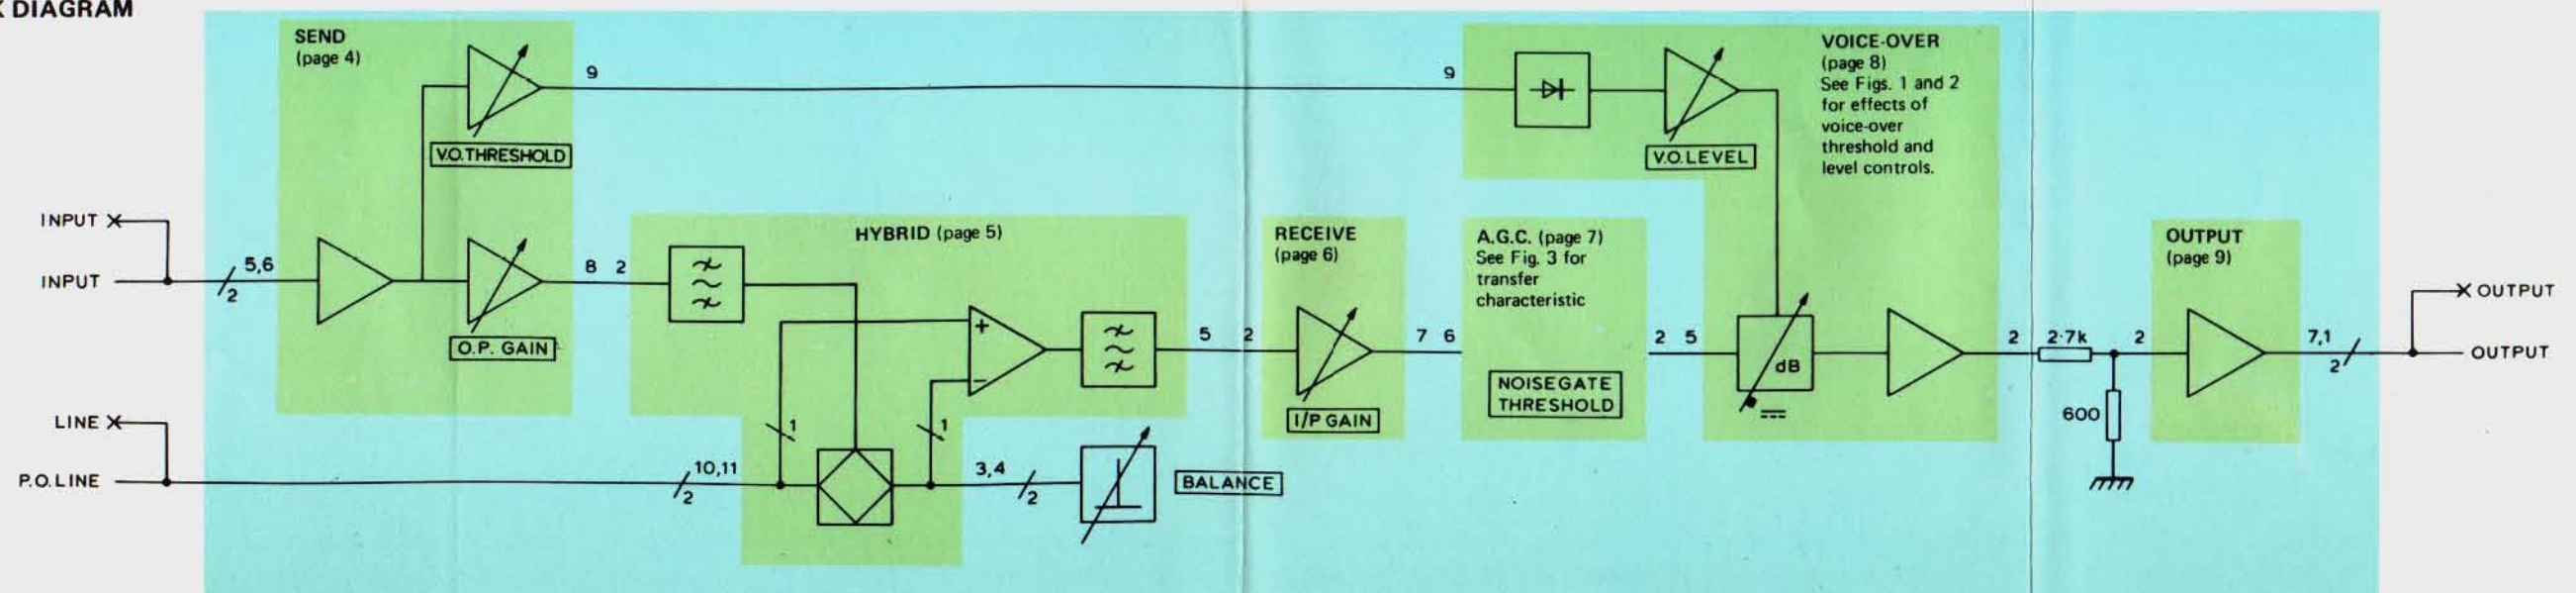 K DIAGRAM
SEND
(page 4)
V.O.THRESHOLD
9
9
VOICE-OVER
(page 8)
See Figs. 1 and 2
for effects of
voice-over
threshold and
level controls.
V.O.LEVEL
INPUT
INPUT
5,6
2
O.P. GAIN
8 2
HYBRID (page 5)
+
−
1
1
5 2
RECEIVE
(page 6)
I/P GAIN
7 6
A.G.C. (page 7)
See Fig. 3 for
transfer
characteristic
NOISEGATE
THRESHOLD
2 5
dB
2
2·7k
2
600
OUTPUT
(page 9)
7,1
2
OUTPUT
OUTPUT
LINE
P.O.LINE
10,11
2
3,4
2
BALANCE